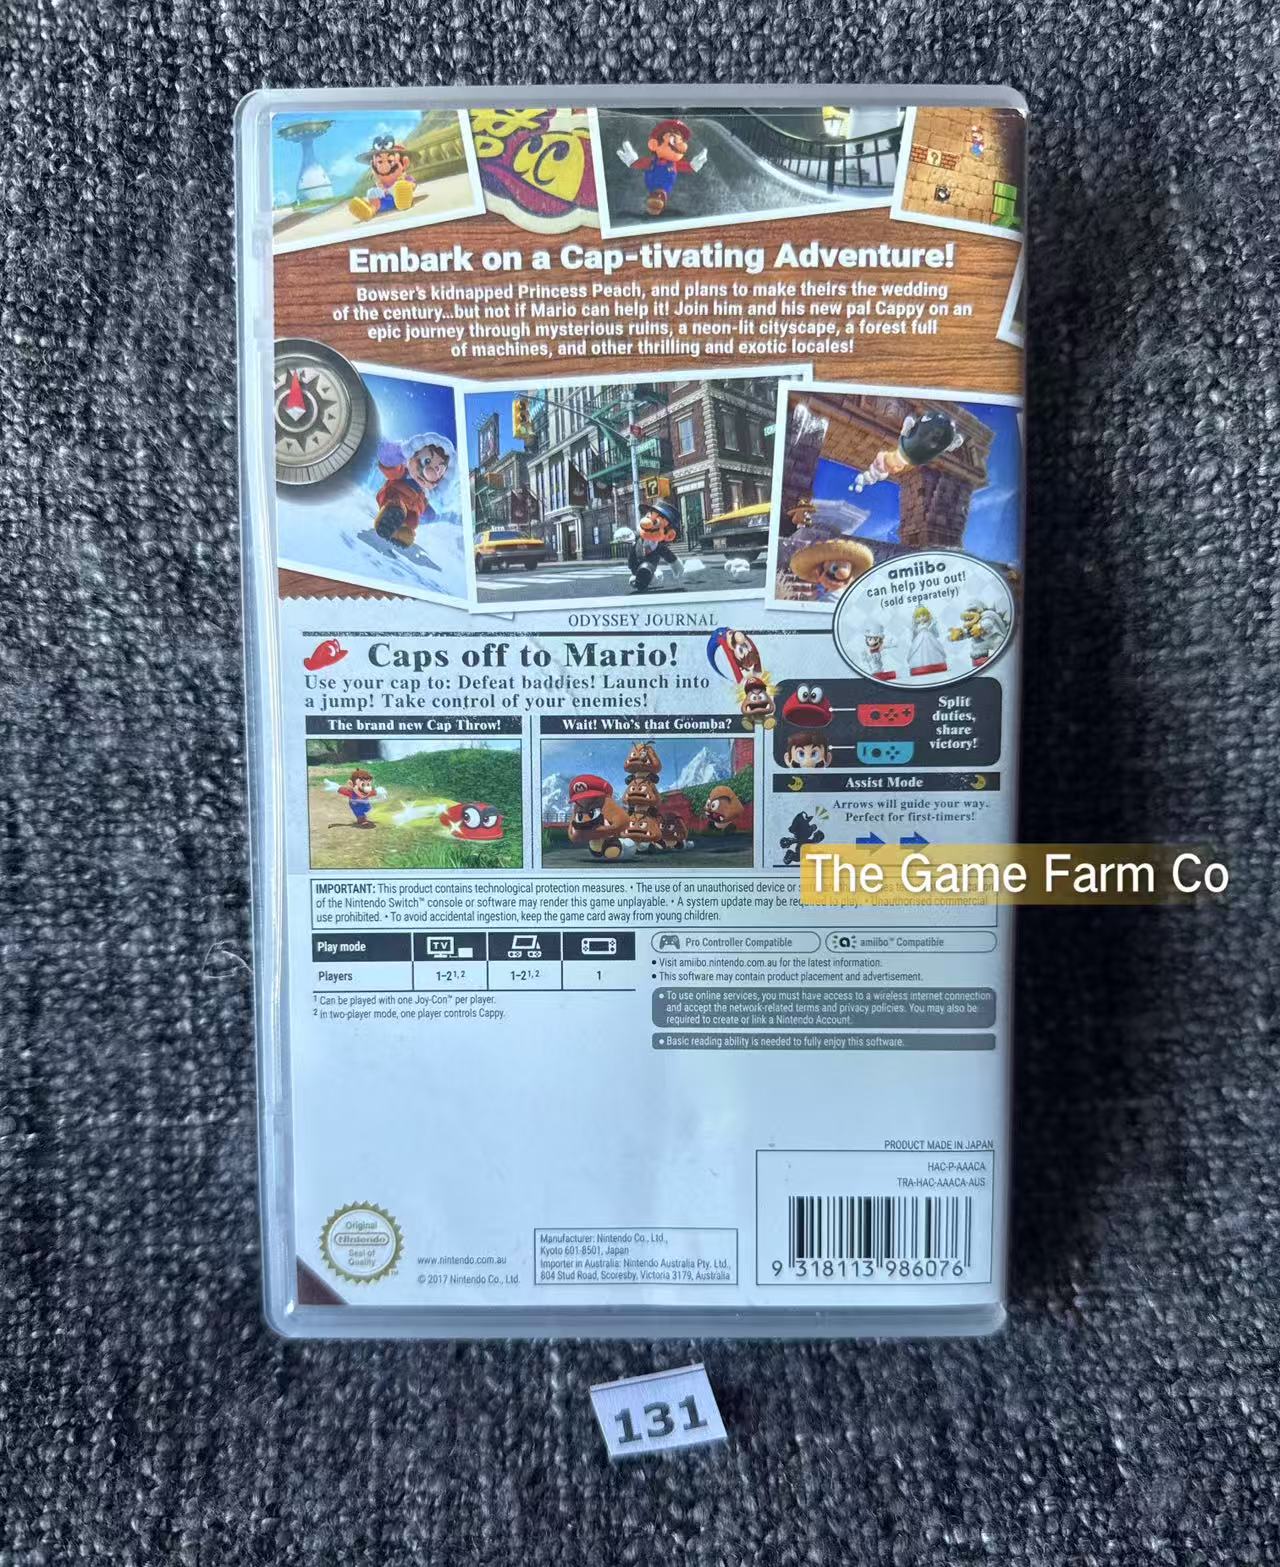 Embark on a Cap-tivating Adventure!
Bowser's kidnapped Princess Peach, and plans to make theirs the wedding
of the century...but not if Mario can help it! Join him and his new pal Cappy on an
epic journey through mysterious ruins, a neon-lit cityscape, a forest full
of machines, and other thrilling and exotic locales!
amiibo
can help you out!
(sold separately)
ODYSSEY JOURNAL
Caps off to Mario!
Use your cap to: Defeat baddies! Launch into
a jump! Take control of your enemies!
The brand new Cap Throw!
Wait! Who's that Goomba?
Split
duties,
share
victory!
Assist Mode
Arrows will guide your way.
Perfect for first-timers!
The Game Farm Co
IMPORTANT: This product contains technological protection measures. • The use of an unauthorised device or
of the Nintendo Switch™ console or software may render this game unplayable. • A system update may be required to play. • Unauthorised commercial
use prohibited. • To avoid accidental ingestion, keep the game card away from young children.
Play mode
TV
Players
1-2¹,²
1-2¹,²
1
¹ Can be played with one Joy-Con™ per player.
² In two-player mode, one player controls Cappy.
Pro Controller Compatible
amiibo™ Compatible
• Visit amiibo.nintendo.com.au for the latest information.
• This software may contain product placement and advertisement.
• To use online services, you must have access to a wireless internet connection
and accept the network-related terms and privacy policies. You may also be
required to create or link a Nintendo Account.
• Basic reading ability is needed to fully enjoy this software.
PRODUCT MADE IN JAPAN
HAC-P-AAACA
TRA-HAC-AAACA-AUS
9 318113 986076
Original
Nintendo
Seal of
Quality
TM
www.nintendo.com.au
© 2017 Nintendo Co., Ltd.
Manufacturer: Nintendo Co., Ltd.,
Kyoto 601-8501, Japan
Importer in Australia: Nintendo Australia Pty. Ltd.,
804 Stud Road, Scoresby, Victoria 3179, Australia
131